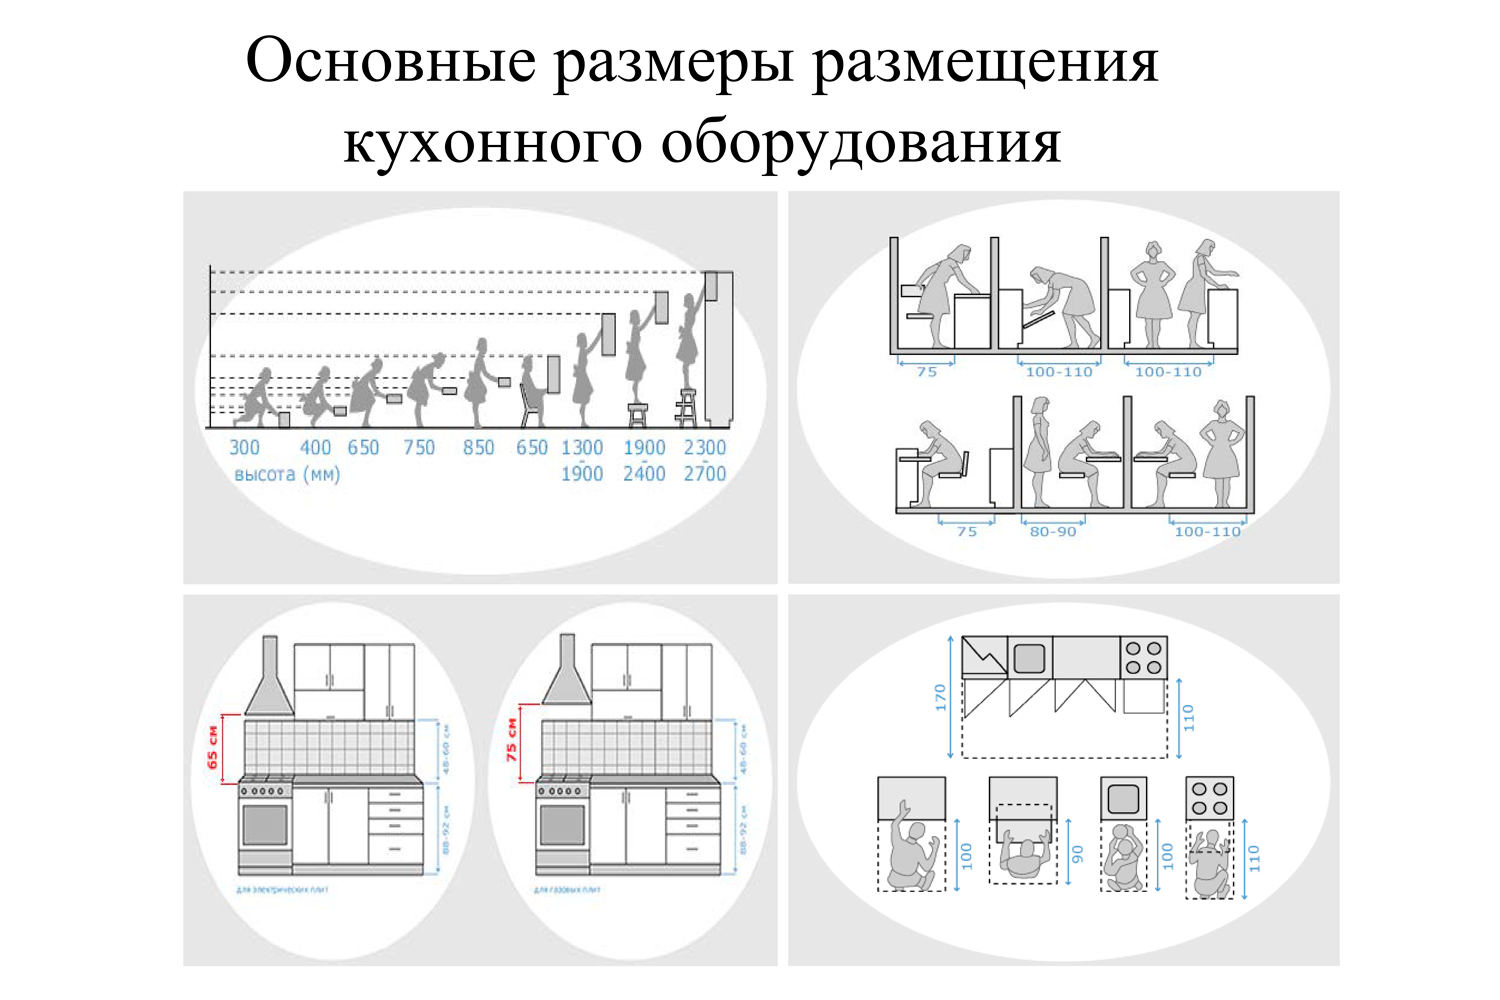 Основные размеры размещения
кухонного оборудования
300 400 650 750 850 650 1300 1900 2300
высота (мм) - - -
1900 2400 2700
75 100-110 100-110
75 80-90 100-110
65 см
48-60 см
88-92 см
для электрических плит
75 см
48-60 см
88-92 см
для газовых плит
170
110
100
90
100
110